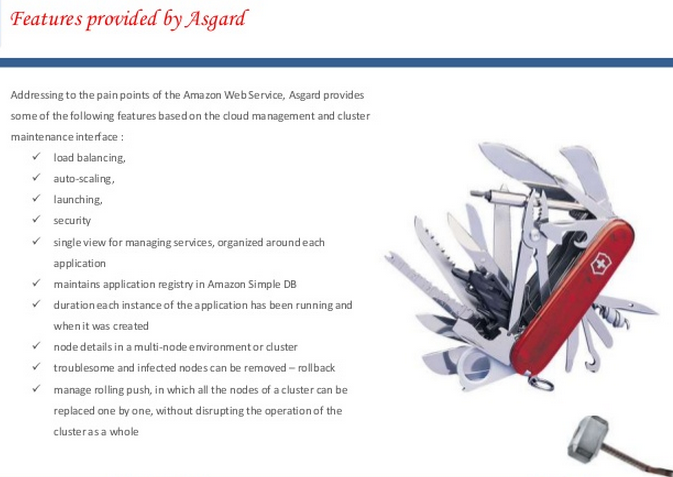 Features provided by Asgard
Addressing to the pain points of the Amazon Web Service, Asgard provides
some of the following features based on the cloud management and cluster
maintenance interface :
✓ load balancing,
✓ auto-scaling,
✓ launching,
✓ security
✓ single view for managing services, organized around each
application
✓ maintains application registry in Amazon Simple DB
✓ duration each instance of the application has been running and
when it was created
✓ node details in a multi-node environment or cluster
✓ troublesome and infected nodes can be removed – rollback
✓ manage rolling push, in which all the nodes of a cluster can be
replaced one by one, without disrupting the operation of the
cluster as a whole